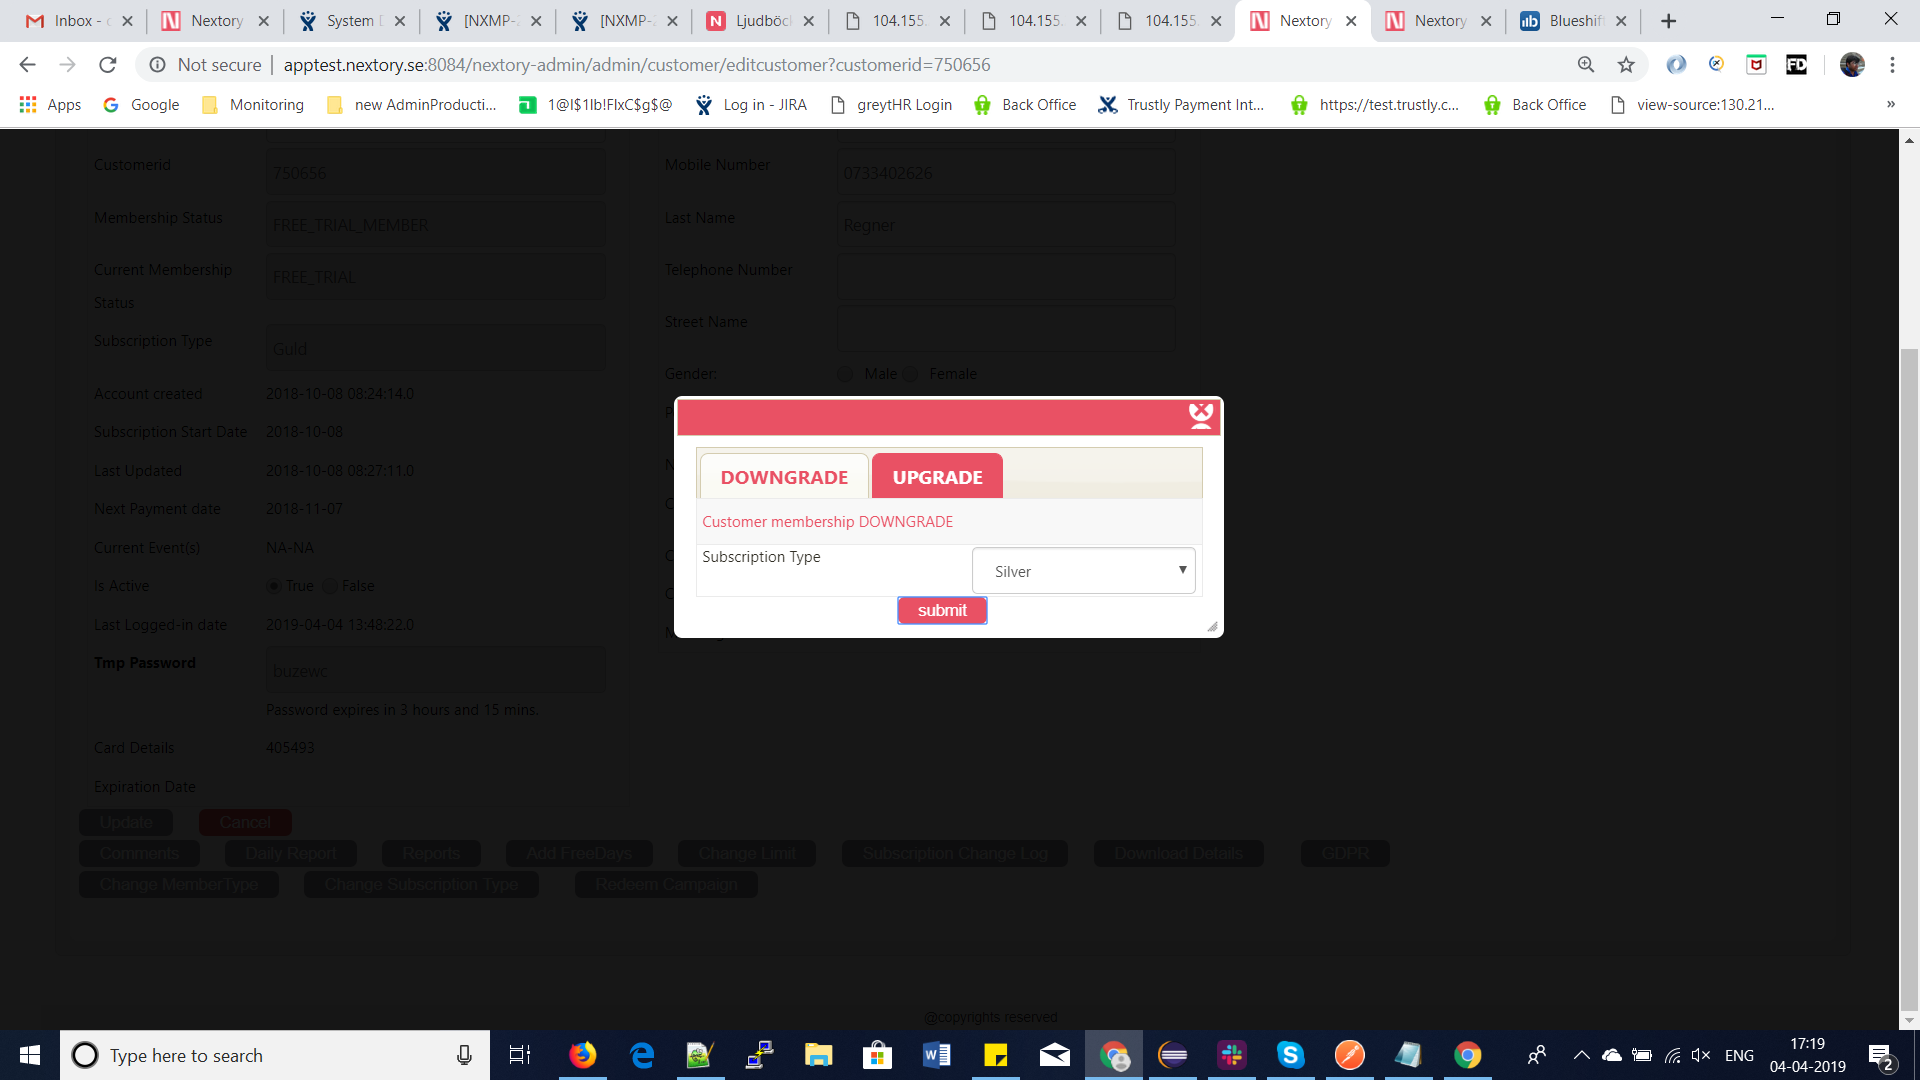 Inbox - c
Nextory
System D
[NXMP-2
[NXMP-2
Ljudböck
104.155.
104.155.
104.155.
Nextory
Nextory
Blueshift
Not secure
apptest.nextory.se:8084/nextory-admin/admin/customer/editcustomer?customerid=750656
Apps
Google
Monitoring
new AdminProducti...
Log in - JIRA
greytHR Login
Back Office
Trustly Payment Int...
https://test.trustly.c...
Back Office
view-source:130.21...
»
Customerid 750656 Mobile Number 0733402626
Membership Status FREE_TRIAL_MEMBER Last Name Regner
Current Membership Status FREE_TRIAL Telephone Number
Street Name
Subscription Type Guld
Gender: Male Female
Account created 2018-10-08 08:24:14.0
Subscription Start Date 2018-10-08
Last Updated 2018-10-08 08:27:11.0
Next Payment date 2018-11-07
Current Event(s) NA-NA
Is Active True False
Last Logged-in date 2019-04-04 13:48:22.0
Tmp Password buzewc
Password expires in 3 hours and 15 mins.
Card Details 405493
Expiration Date
DOWNGRADE UPGRADE
Customer membership DOWNGRADE
Subscription Type Silver
submit
Update Cancel
Comments Daily Report Reports Add FreeDays Change Limit Subscription Change Log Download Details GDPR
Change MemberType Change Subscription Type Redeem Campaign
@copyrights reserved
Type here to search
ENG
17:19
04-04-2019
2